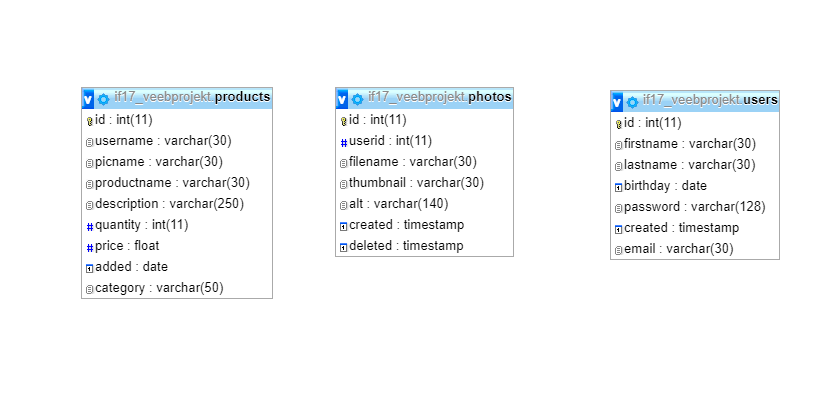 if17_veebprojekt.products
id : int(11)
username : varchar(30)
picname : varchar(30)
productname : varchar(30)
description : varchar(250)
quantity : int(11)
price : float
added : date
category : varchar(50)
if17_veebprojekt.photos
id : int(11)
userid : int(11)
filename : varchar(30)
thumbnail : varchar(30)
alt : varchar(140)
created : timestamp
deleted : timestamp
if17_veebprojekt.users
id : int(11)
firstname : varchar(30)
lastname : varchar(30)
birthday : date
password : varchar(128)
created : timestamp
email : varchar(30)